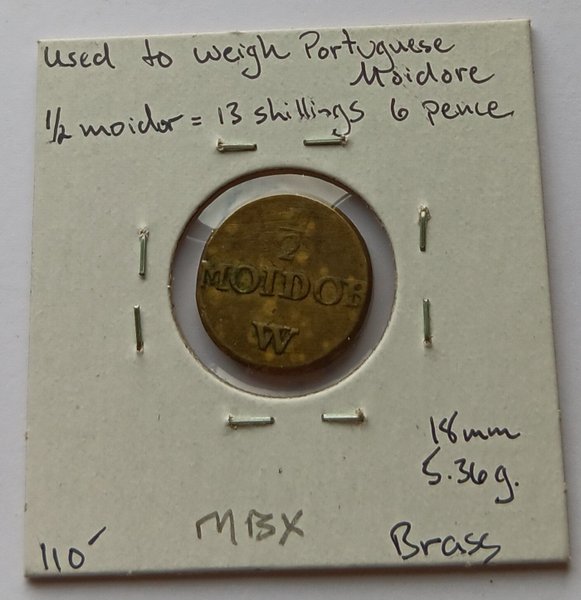 used to weigh Portuguese
Moidore
1/2 moidor = 13 shillings 6 pence
2
MOIDOR
W
18mm
5.36g.
MBX
110'
Brass